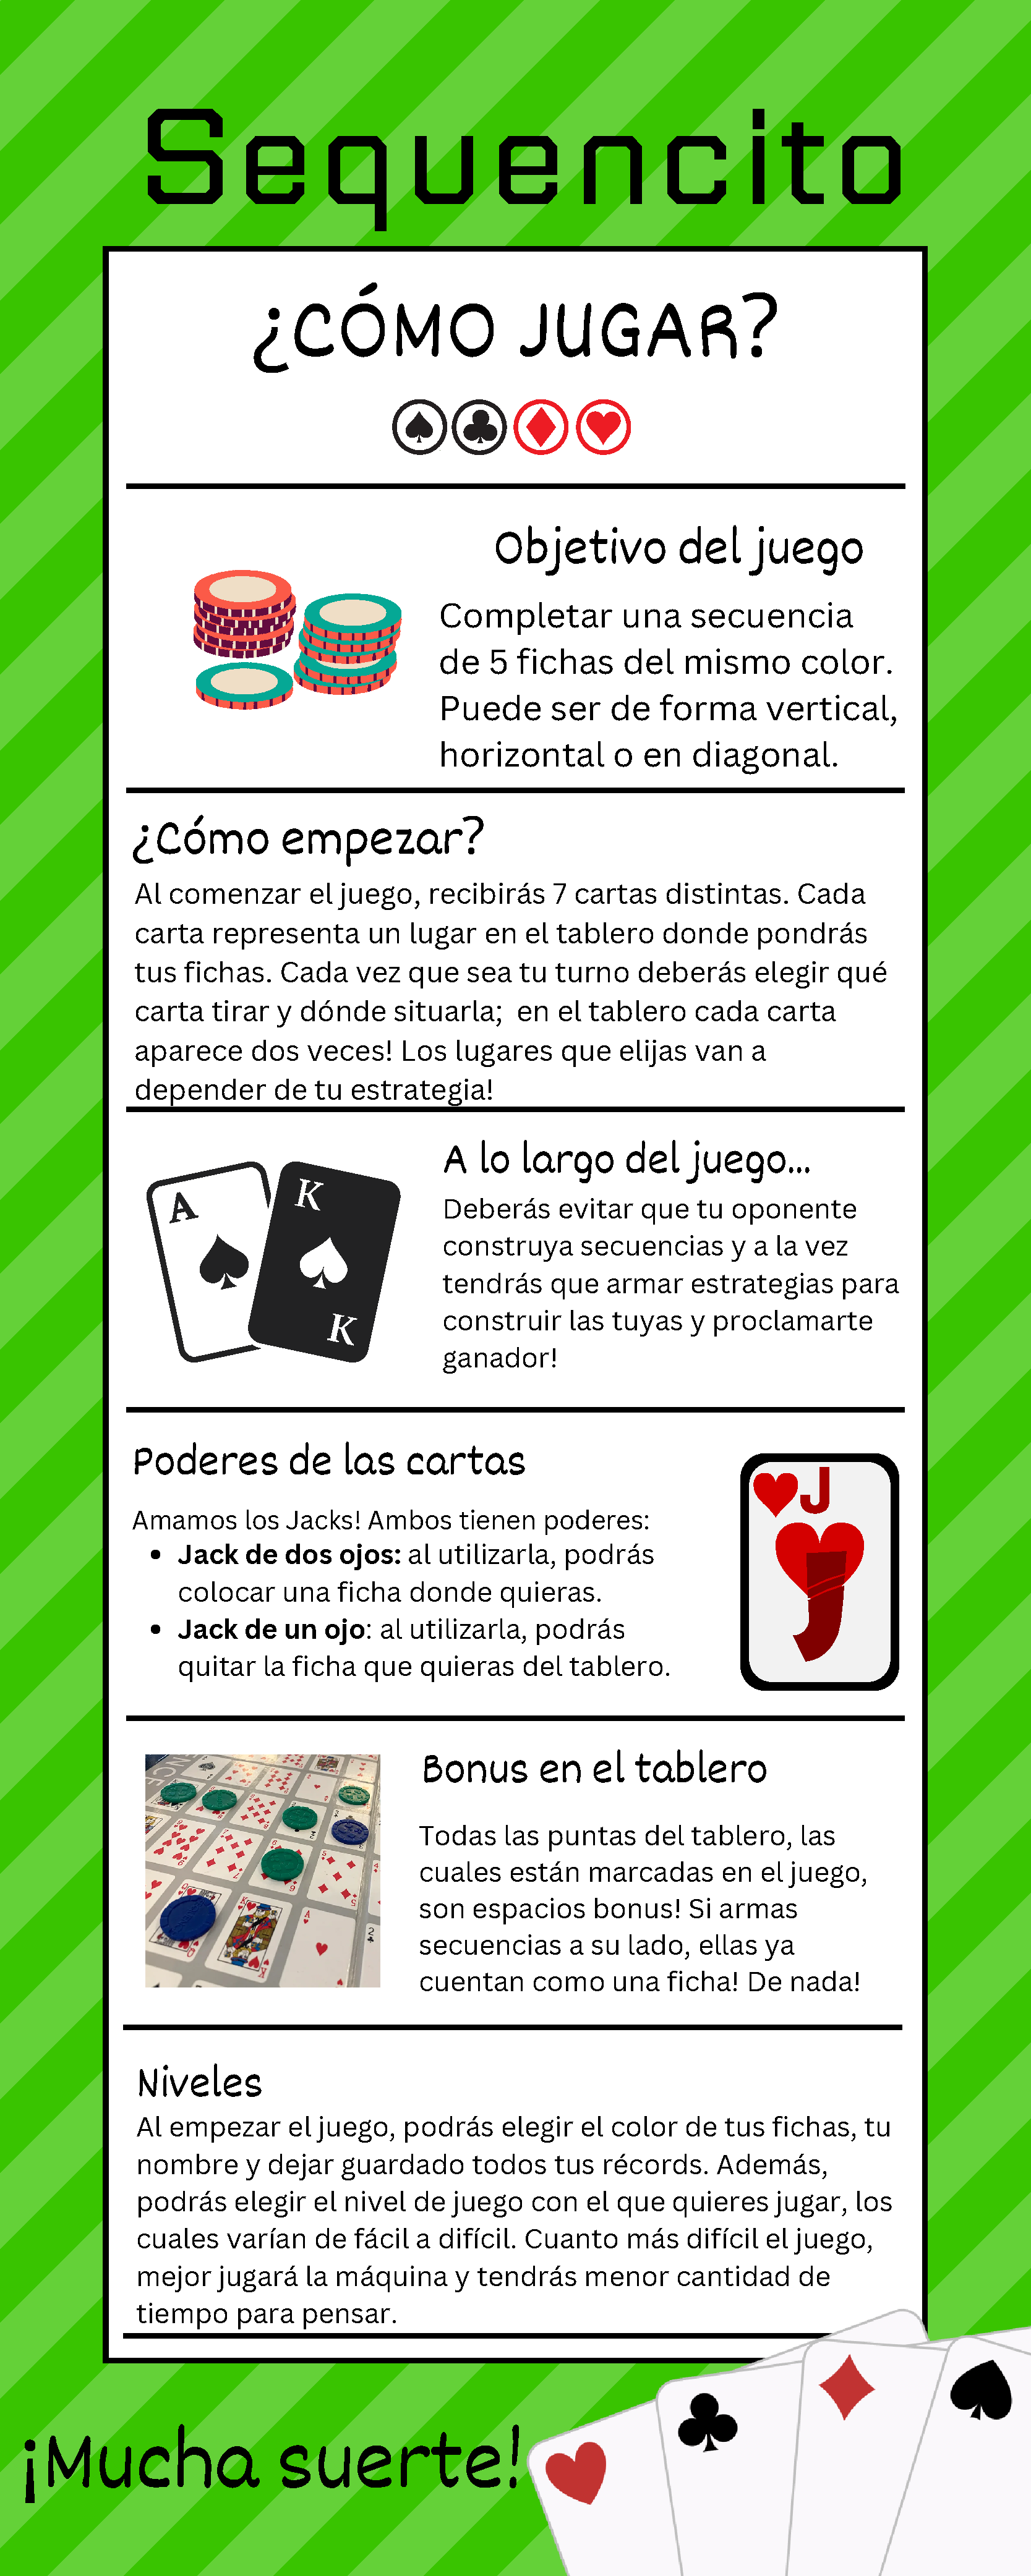 Sequencito
¿CÓMO JUGAR?
Objetivo del juego
Completar una secuencia
de 5 fichas del mismo color.
Puede ser de forma vertical,
horizontal o en diagonal.
¿Cómo empezar?
Al comenzar el juego, recibirás 7 cartas distintas. Cada
carta representa un lugar en el tablero donde pondrás
tus fichas. Cada vez que sea tu turno deberás elegir qué
carta tirar y dónde situarla; en el tablero cada carta
aparece dos veces! Los lugares que elijas van a
depender de tu estrategia!
A
K
K
A lo largo del juego...
Deberás evitar que tu oponente
construya secuencias y a la vez
tendrás que armar estrategias para
construir las tuyas y proclamarte
ganador!
Poderes de las cartas
Amamos los Jacks! Ambos tienen poderes:
• Jack de dos ojos: al utilizarla, podrás
colocar una ficha donde quieras.
• Jack de un ojo: al utilizarla, podrás
quitar la ficha que quieras del tablero.
J
J
Bonus en el tablero
Todas las puntas del tablero, las
cuales están marcadas en el juego,
son espacios bonus! Si armas
secuencias a su lado, ellas ya
cuentan como una ficha! De nada!
Niveles
Al empezar el juego, podrás elegir el color de tus fichas, tu
nombre y dejar guardado todos tus récords. Además,
podrás elegir el nivel de juego con el que quieres jugar, los
cuales varían de fácil a difícil. Cuanto más difícil el juego,
mejor jugará la máquina y tendrás menor cantidad de
tiempo para pensar.
¡Mucha suerte!